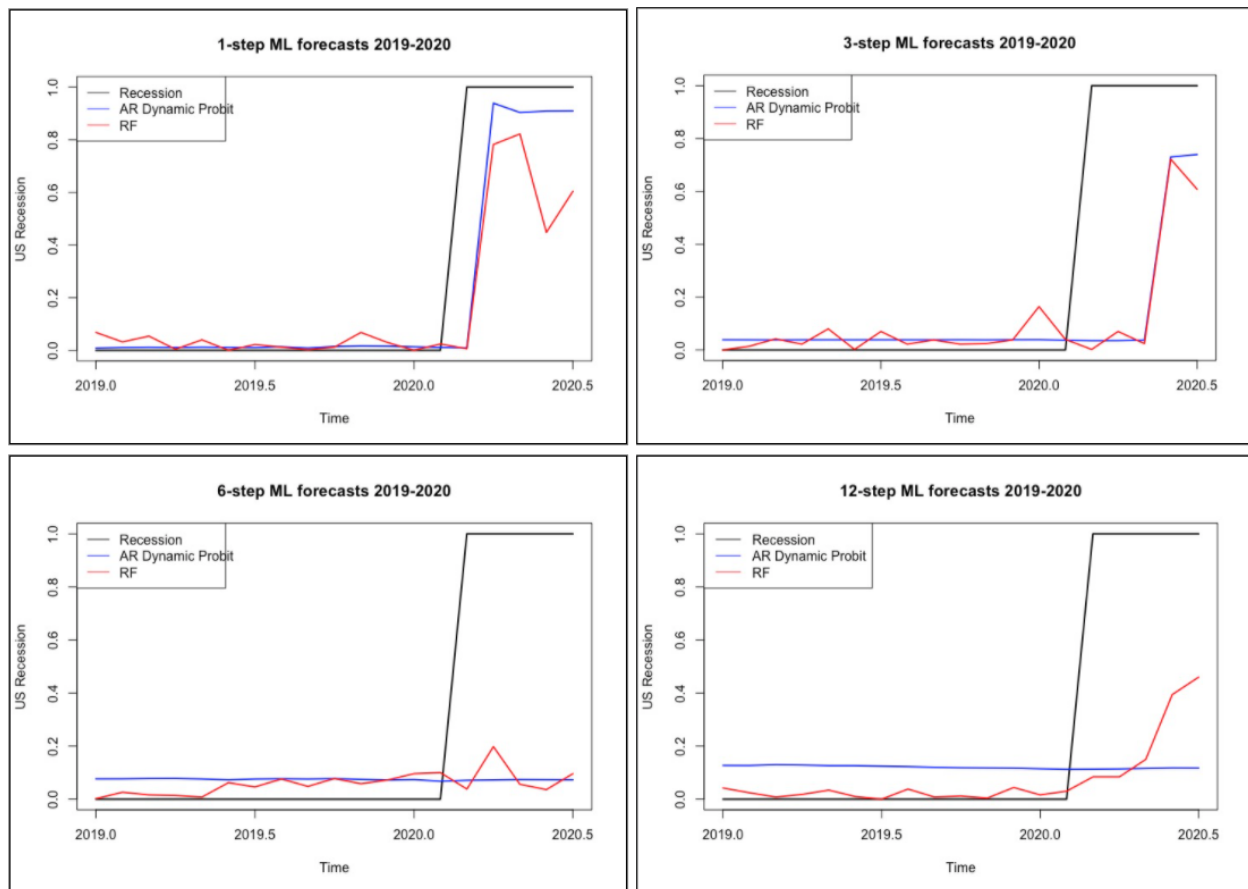 1-step ML forecasts 2019-2020
Recession
AR Dynamic Probit
RF
US Recession
1.0
0.8
0.6
0.4
0.2
0.0
2019.0 2019.5 2020.0 2020.5
Time
3-step ML forecasts 2019-2020
Recession
AR Dynamic Probit
RF
US Recession
1.0
0.8
0.6
0.4
0.2
0.0
2019.0 2019.5 2020.0 2020.5
Time
6-step ML forecasts 2019-2020
Recession
AR Dynamic Probit
RF
US Recession
1.0
0.8
0.6
0.4
0.2
0.0
2019.0 2019.5 2020.0 2020.5
Time
12-step ML forecasts 2019-2020
Recession
AR Dynamic Probit
RF
US Recession
1.0
0.8
0.6
0.4
0.2
0.0
2019.0 2019.5 2020.0 2020.5
Time